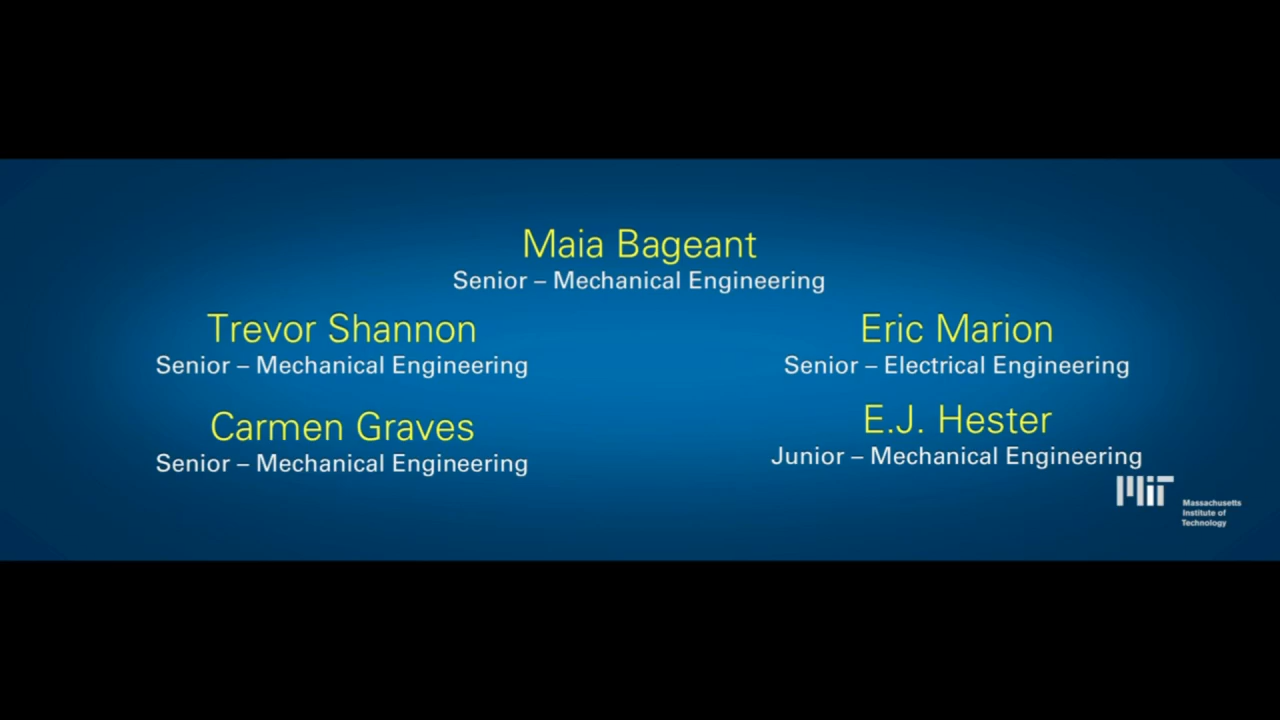 Maia Bageant
Senior – Mechanical Engineering
Trevor Shannon
Senior – Mechanical Engineering
Eric Marion
Senior – Electrical Engineering
Carmen Graves
Senior – Mechanical Engineering
E.J. Hester
Junior – Mechanical Engineering
MIT
Massachusetts
Institute of
Technology